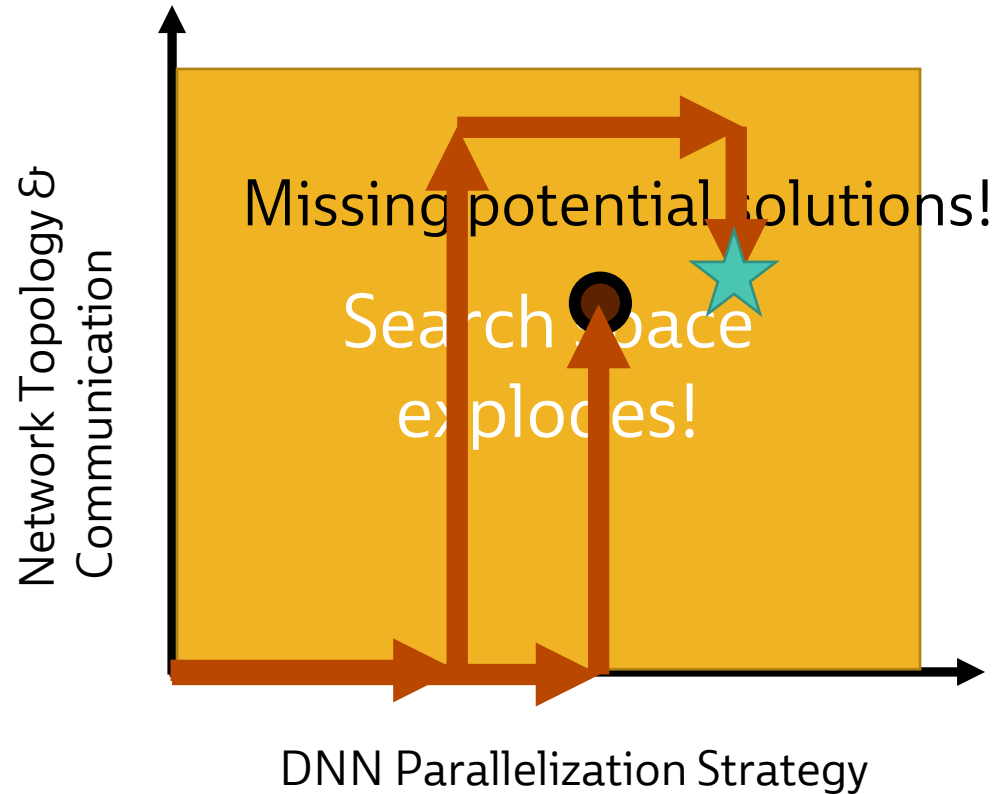 Network Topology &
Communication
Missing potential solutions!
Search space
explodes!
DNN Parallelization Strategy